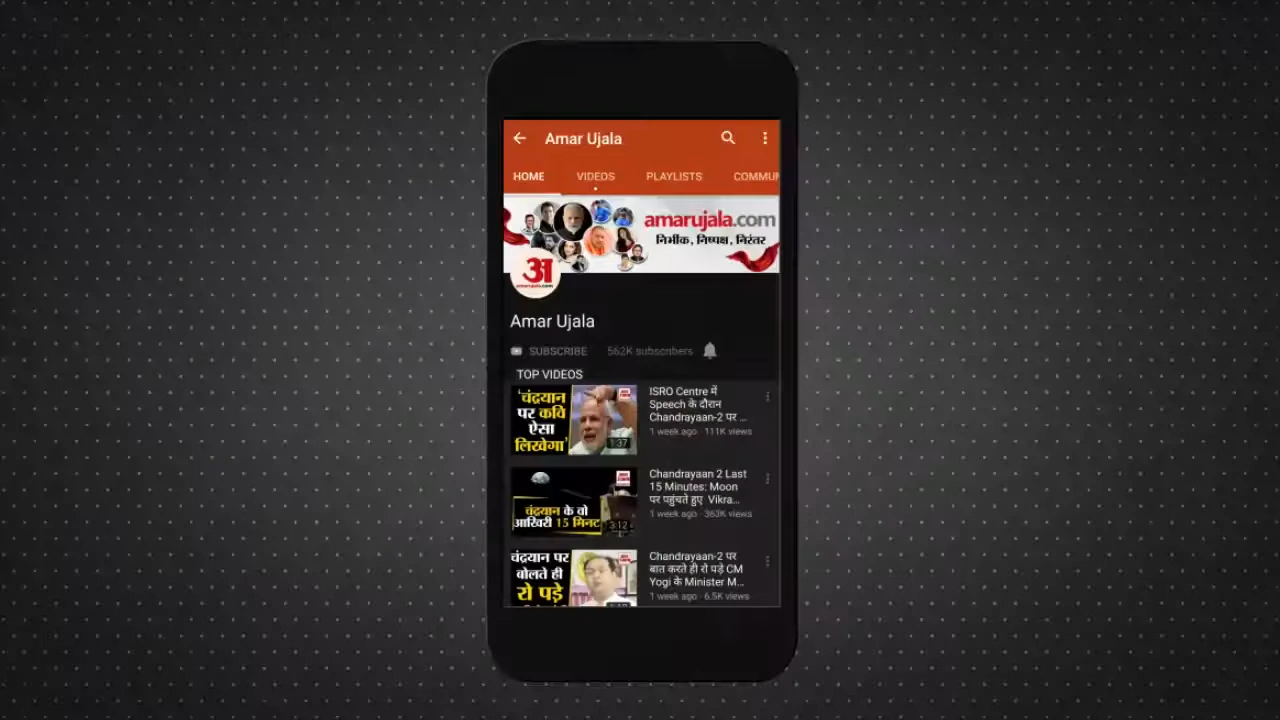 Amar Ujala
HOME VIDEOS PLAYLISTS COMMUN
amarujala.com
निर्भीक, निष्पक्ष, निरंतर
अ
amarujala.com
Amar Ujala
SUBSCRIBE 562K subscribers
TOP VIDEOS
'चंद्रयान
पर कवि
ऐसा
लिखेगा'
1:37
ISRO Centre में
Speech के दौरान
Chandrayaan-2 पर ...
1 week ago · 111K views
चंद्रयान के वो
आखिरी 15 मिनट
3:12
Chandrayaan 2 Last
15 Minutes: Moon
पर पहुंचते हुए Vikra...
1 week ago · 363K views
चंद्रयान पर
बोलते ही
रो पड़े
Chandrayaan-2 पर
बात करते ही रो पड़े CM
Yogi के Minister M...
1 week ago · 6.5K views